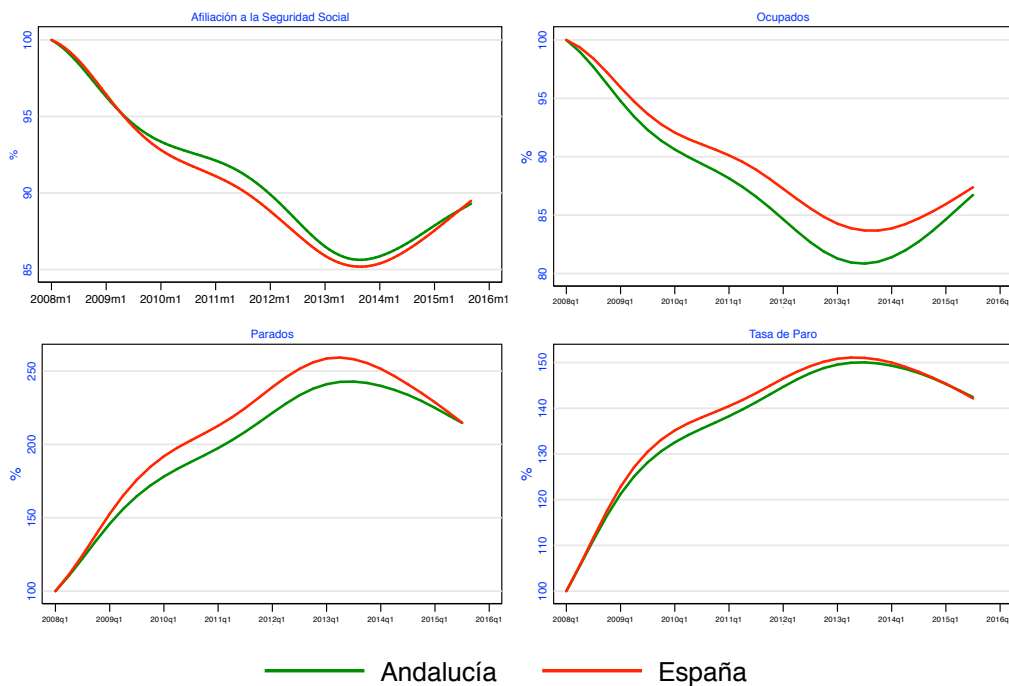 Afiliación a la Seguridad Social
100
95
90
85
%
2008m1 2009m1 2010m1 2011m1 2012m1 2013m1 2014m1 2015m1 2016m1
Ocupados
100
95
90
85
80
%
2008q1 2009q1 2010q1 2011q1 2012q1 2013q1 2014q1 2015q1 2016q
Parados
250
200
150
100
%
2008q1 2009q1 2010q1 2011q1 2012q1 2013q1 2014q1 2015q1 2016q1
Tasa de Paro
150
140
130
120
110
100
%
2008q1 2009q1 2010q1 2011q1 2012q1 2013q1 2014q1 2015q1 2016q
Andalucía España